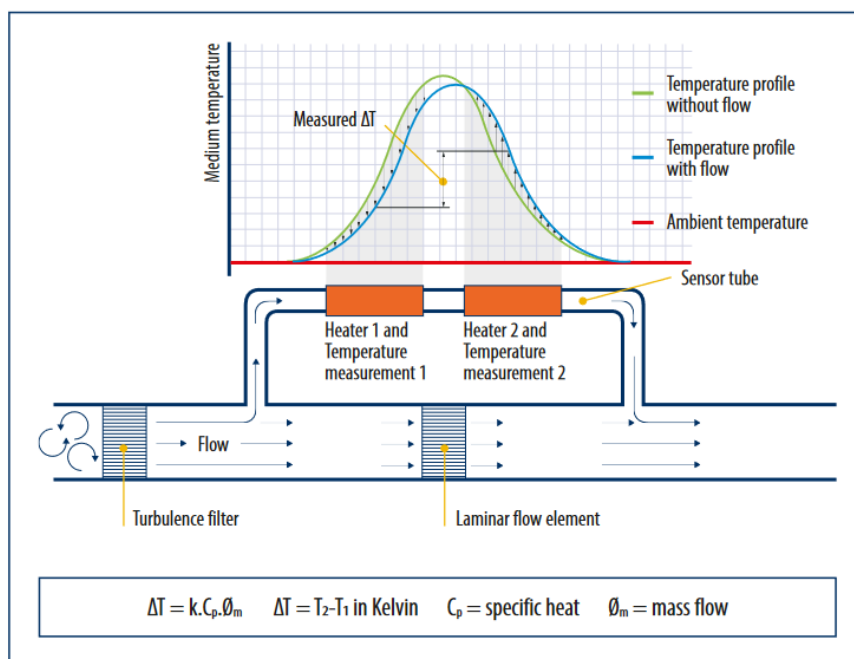 Medium temperature
Measured ΔT
Temperature profile
without flow
Temperature profile
with flow
Ambient temperature
Sensor tube
Heater 1 and
Temperature
measurement 1
Heater 2 and
Temperature
measurement 2
Flow
Turbulence filter
Laminar flow element
ΔT = k.Cₚ.Øₘ ΔT = T₂-T₁ in Kelvin Cₚ = specific heat Øₘ = mass flow